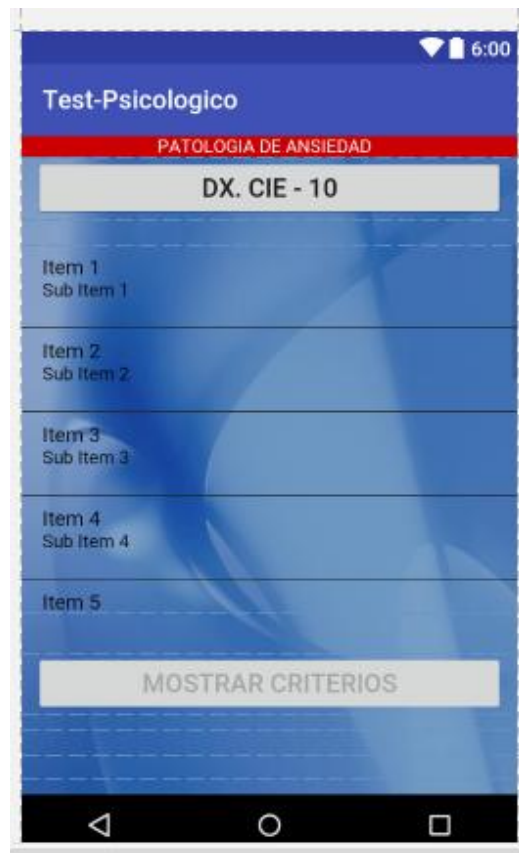 6:00
Test-Psicologico
PATOLOGIA DE ANSIEDAD
DX. CIE - 10
Item 1
Sub Item 1
Item 2
Sub Item 2
Item 3
Sub Item 3
Item 4
Sub Item 4
Item 5
MOSTRAR CRITERIOS